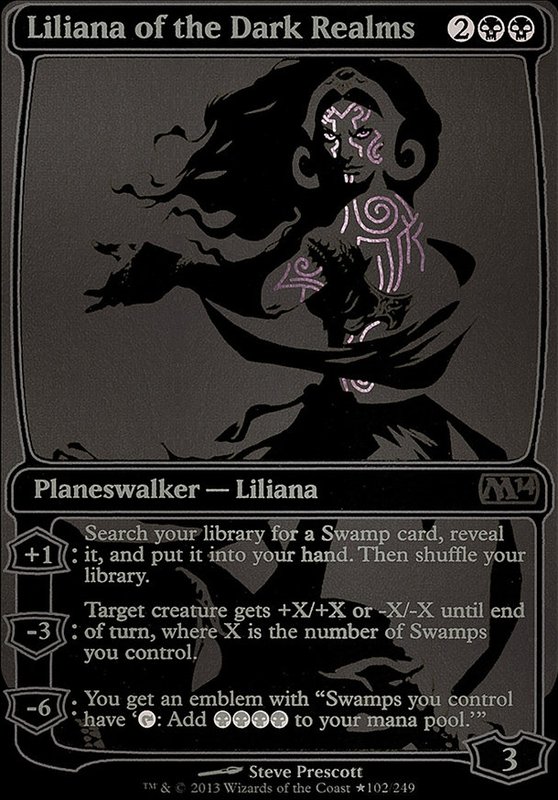 Liliana of the Dark Realms 2
Planeswalker — Liliana M14
+1: Search your library for a Swamp card, reveal
it, and put it into your hand. Then shuffle your
library.
Target creature gets +X/+X or -X/-X until end
-3: of turn, where X is the number of Swamps
you control.
-6: You get an emblem with “Swamps you control
have ‘: Add to your mana pool.’”
3
Steve Prescott
™ & © 2013 Wizards of the Coast ★102/249